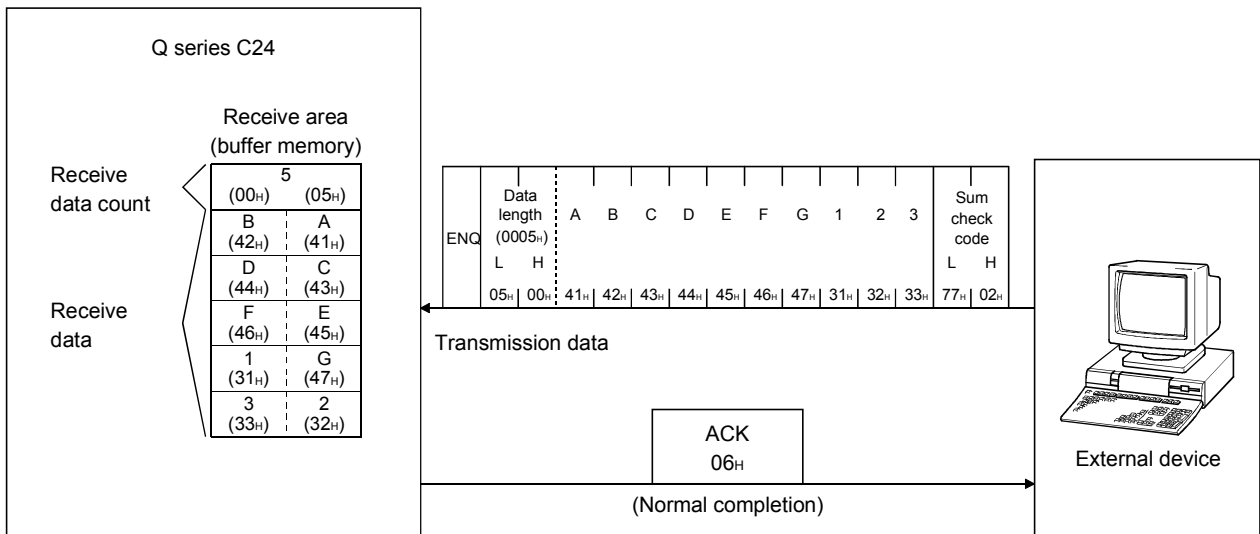 Q series C24
Receive area
(buffer memory)
Receive
data count
5
(00H) (05H)
Receive
data
B A
(42H) (41H)
D C
(44H) (43H)
F E
(46H) (45H)
1 G
(31H) (47H)
3 2
(33H) (32H)
ENQ
Data
length
(0005H)
L H
A B C D E F G 1 2 3
Sum
check
code
L H
05H 00H 41H 42H 43H 44H 45H 46H 47H 31H 32H 33H 77H 02H
Transmission data
ACK
06H
(Normal completion)
External device